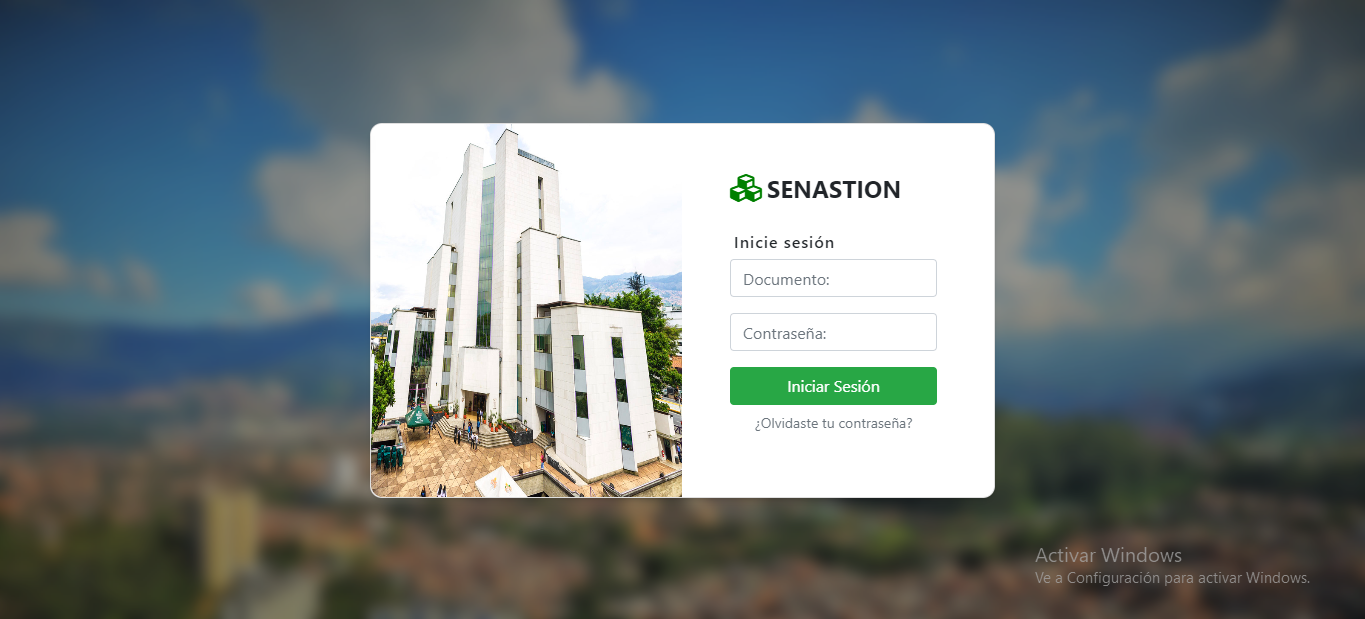 SENASTION
Inicie sesión
Documento:
Contraseña:
Iniciar Sesión
¿Olvidaste tu contraseña?
Activar Windows
Ve a Configuración para activar Windows.